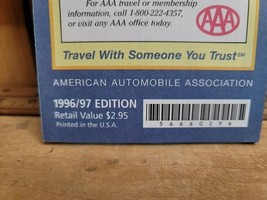 For AAA travel or membership
information, call 1-800-222-4357,
or visit any AAA office today.
AAA
Travel With Someone You Trust℠
AMERICAN AUTOMOBILE ASSOCIATION
1996/97 EDITION
Retail Value $2.95
Printed in the U.S.A.
56660296